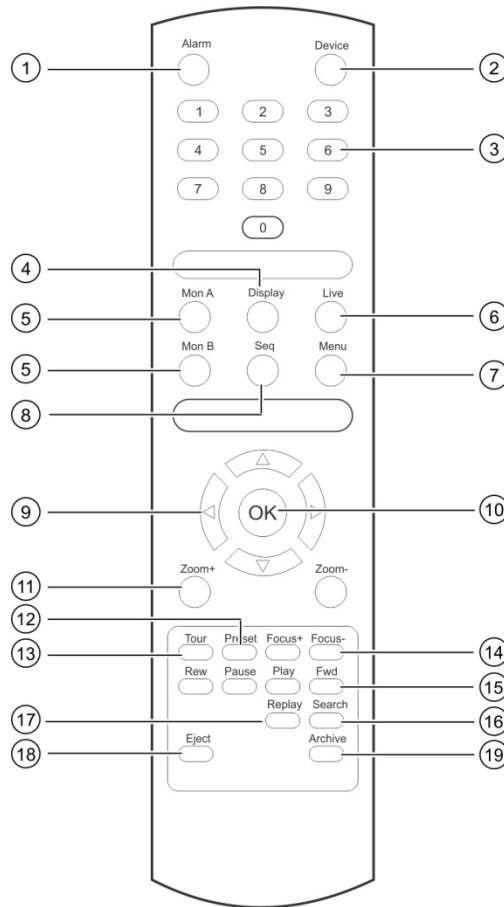 Alarm Device
1 2
1 2 3
4 5 6 3
7 8 9
0
4
Mon A Display Live
5 6
Mon B Seq Menu
5 7
8
9 OK 10
Zoom+ Zoom-
11
12
Tour Preset Focus+ Focus-
13 14
Rew Pause Play Fwd
15
Replay Search
17 16
Eject Archive
18 19